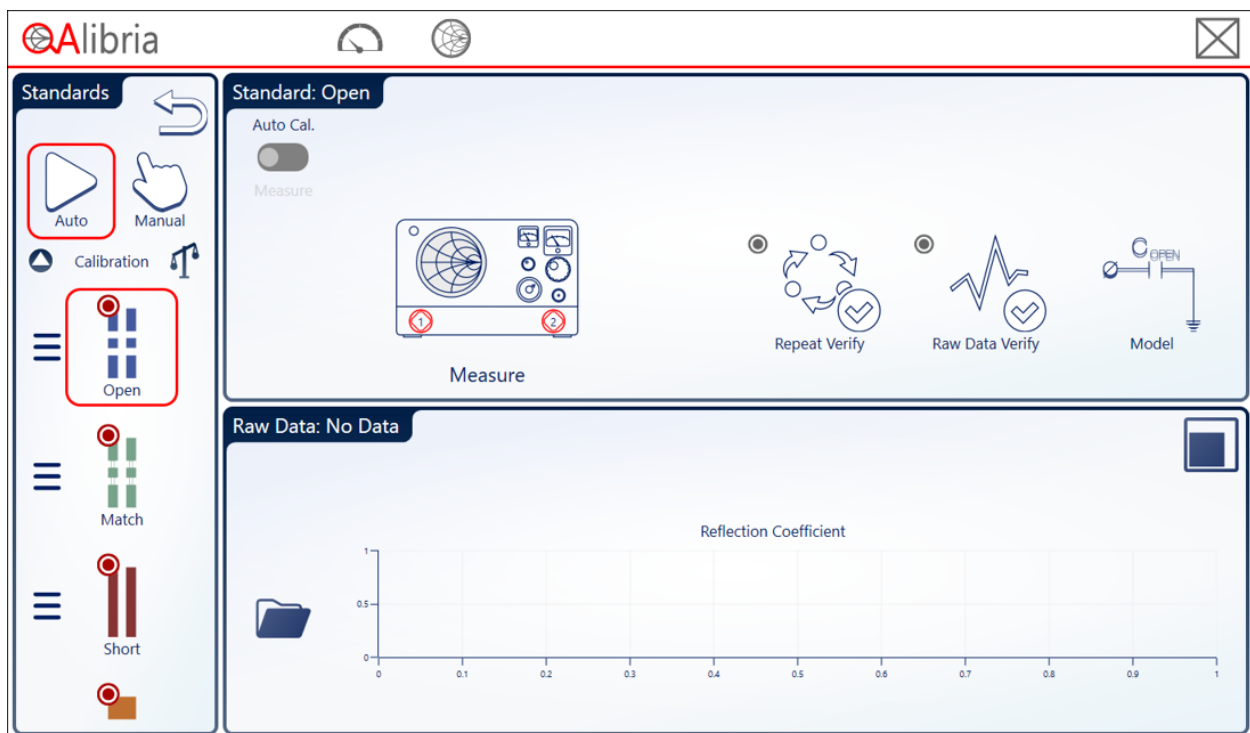 QAlibria
Standards
Auto
Manual
Calibration
Open
Match
Short
Standard: Open
Auto Cal.
Measure
1
2
Measure
Repeat Verify
Raw Data Verify
C OPEN
Model
Raw Data: No Data
Reflection Coefficient
1
0.5
0
0 0.1 0.2 0.3 0.4 0.5 0.6 0.7 0.8 0.9 1